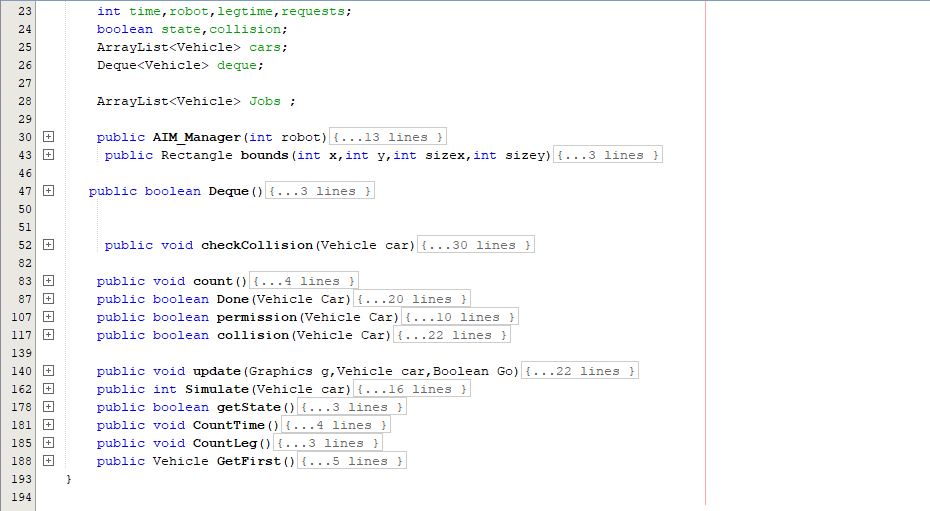 23 int time,robot,legtime,requests;
24 boolean state,collision;
25 ArrayList<Vehicle> cars;
26 Deque<Vehicle> deque;
27
28 ArrayList<Vehicle> Jobs ;
29
30 public AIM_Manager(int robot) {...13 lines }
43 public Rectangle bounds(int x,int y,int sizex,int sizey) {...3 lines }
46
47 public boolean Deque() {...3 lines }
50
51
52 public void checkCollision(Vehicle car) {...30 lines }
82
83 public void count() {...4 lines }
87 public boolean Done(Vehicle Car) {...20 lines }
107 public boolean permission(Vehicle Car) {...10 lines }
117 public boolean collision(Vehicle Car) {...22 lines }
139
140 public void update(Graphics g,Vehicle car,Boolean Go) {...22 lines }
162 public int Simulate(Vehicle car) {...16 lines }
178 public boolean getState() {...3 lines }
181 public void CountTime() {...4 lines }
185 public void CountLeg() {...3 lines }
188 public Vehicle GetFirst() {...5 lines }
193 }
194